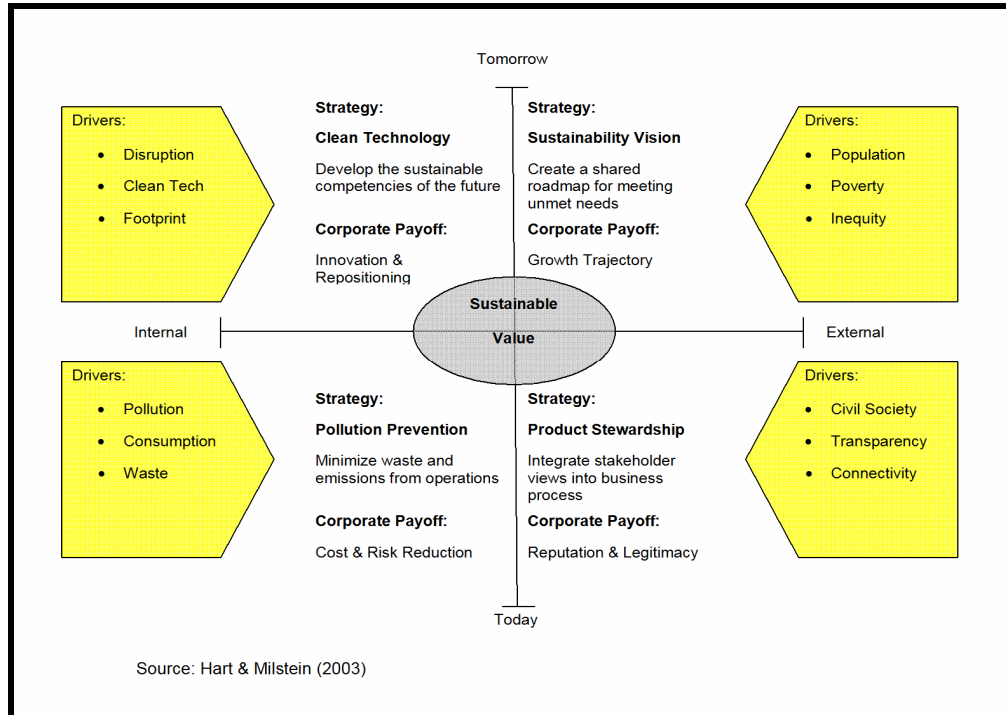 Tomorrow
Drivers:
• Disruption
• Clean Tech
• Footprint
Strategy:
Clean Technology
Develop the sustainable
competencies of the future
Corporate Payoff:
Innovation &
Repositioning
Strategy:
Sustainability Vision
Create a shared
roadmap for meeting
unmet needs
Corporate Payoff:
Growth Trajectory
Drivers:
• Population
• Poverty
• Inequity
Internal
Sustainable
Value
External
Drivers:
• Pollution
• Consumption
• Waste
Strategy:
Pollution Prevention
Minimize waste and
emissions from operations
Corporate Payoff:
Cost & Risk Reduction
Strategy:
Product Stewardship
Integrate stakeholder
views into business
process
Corporate Payoff:
Reputation & Legitimacy
Drivers:
• Civil Society
• Transparency
• Connectivity
Today
Source: Hart & Milstein (2003)